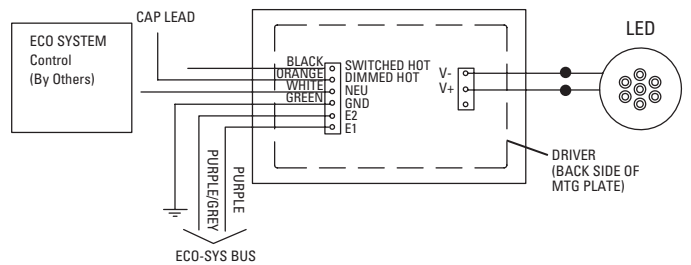 CAP LEAD
ECO SYSTEM
Control
(By Others)
BLACK
ORANGE
WHITE
GREEN
SWITCHED HOT
DIMMED HOT
NEU
GND
E2
E1
V-
V+
LED
DRIVER
(BACK SIDE OF
MTG PLATE)
PURPLE/GREY
PURPLE
ECO-SYS BUS